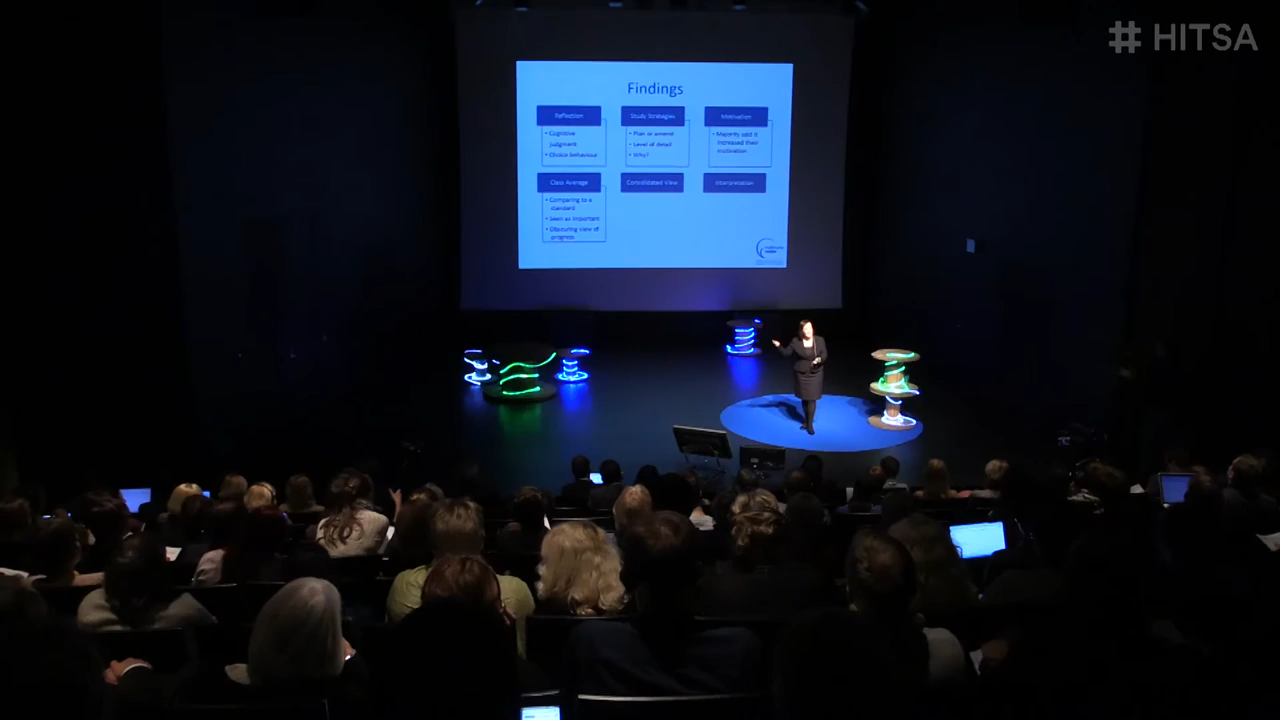 # HITSA
Findings
Reflection
• Cognitive
judgment
• Choice behaviour
Study Strategies
• Plan or amend
• Level of detail
• Why?
Motivation
• Majority said it
increased their
motivation
Class Average
• Comparing to a
standard
• Seen as important
• Obscuring view of
progress
Consolidated View
Interpretation